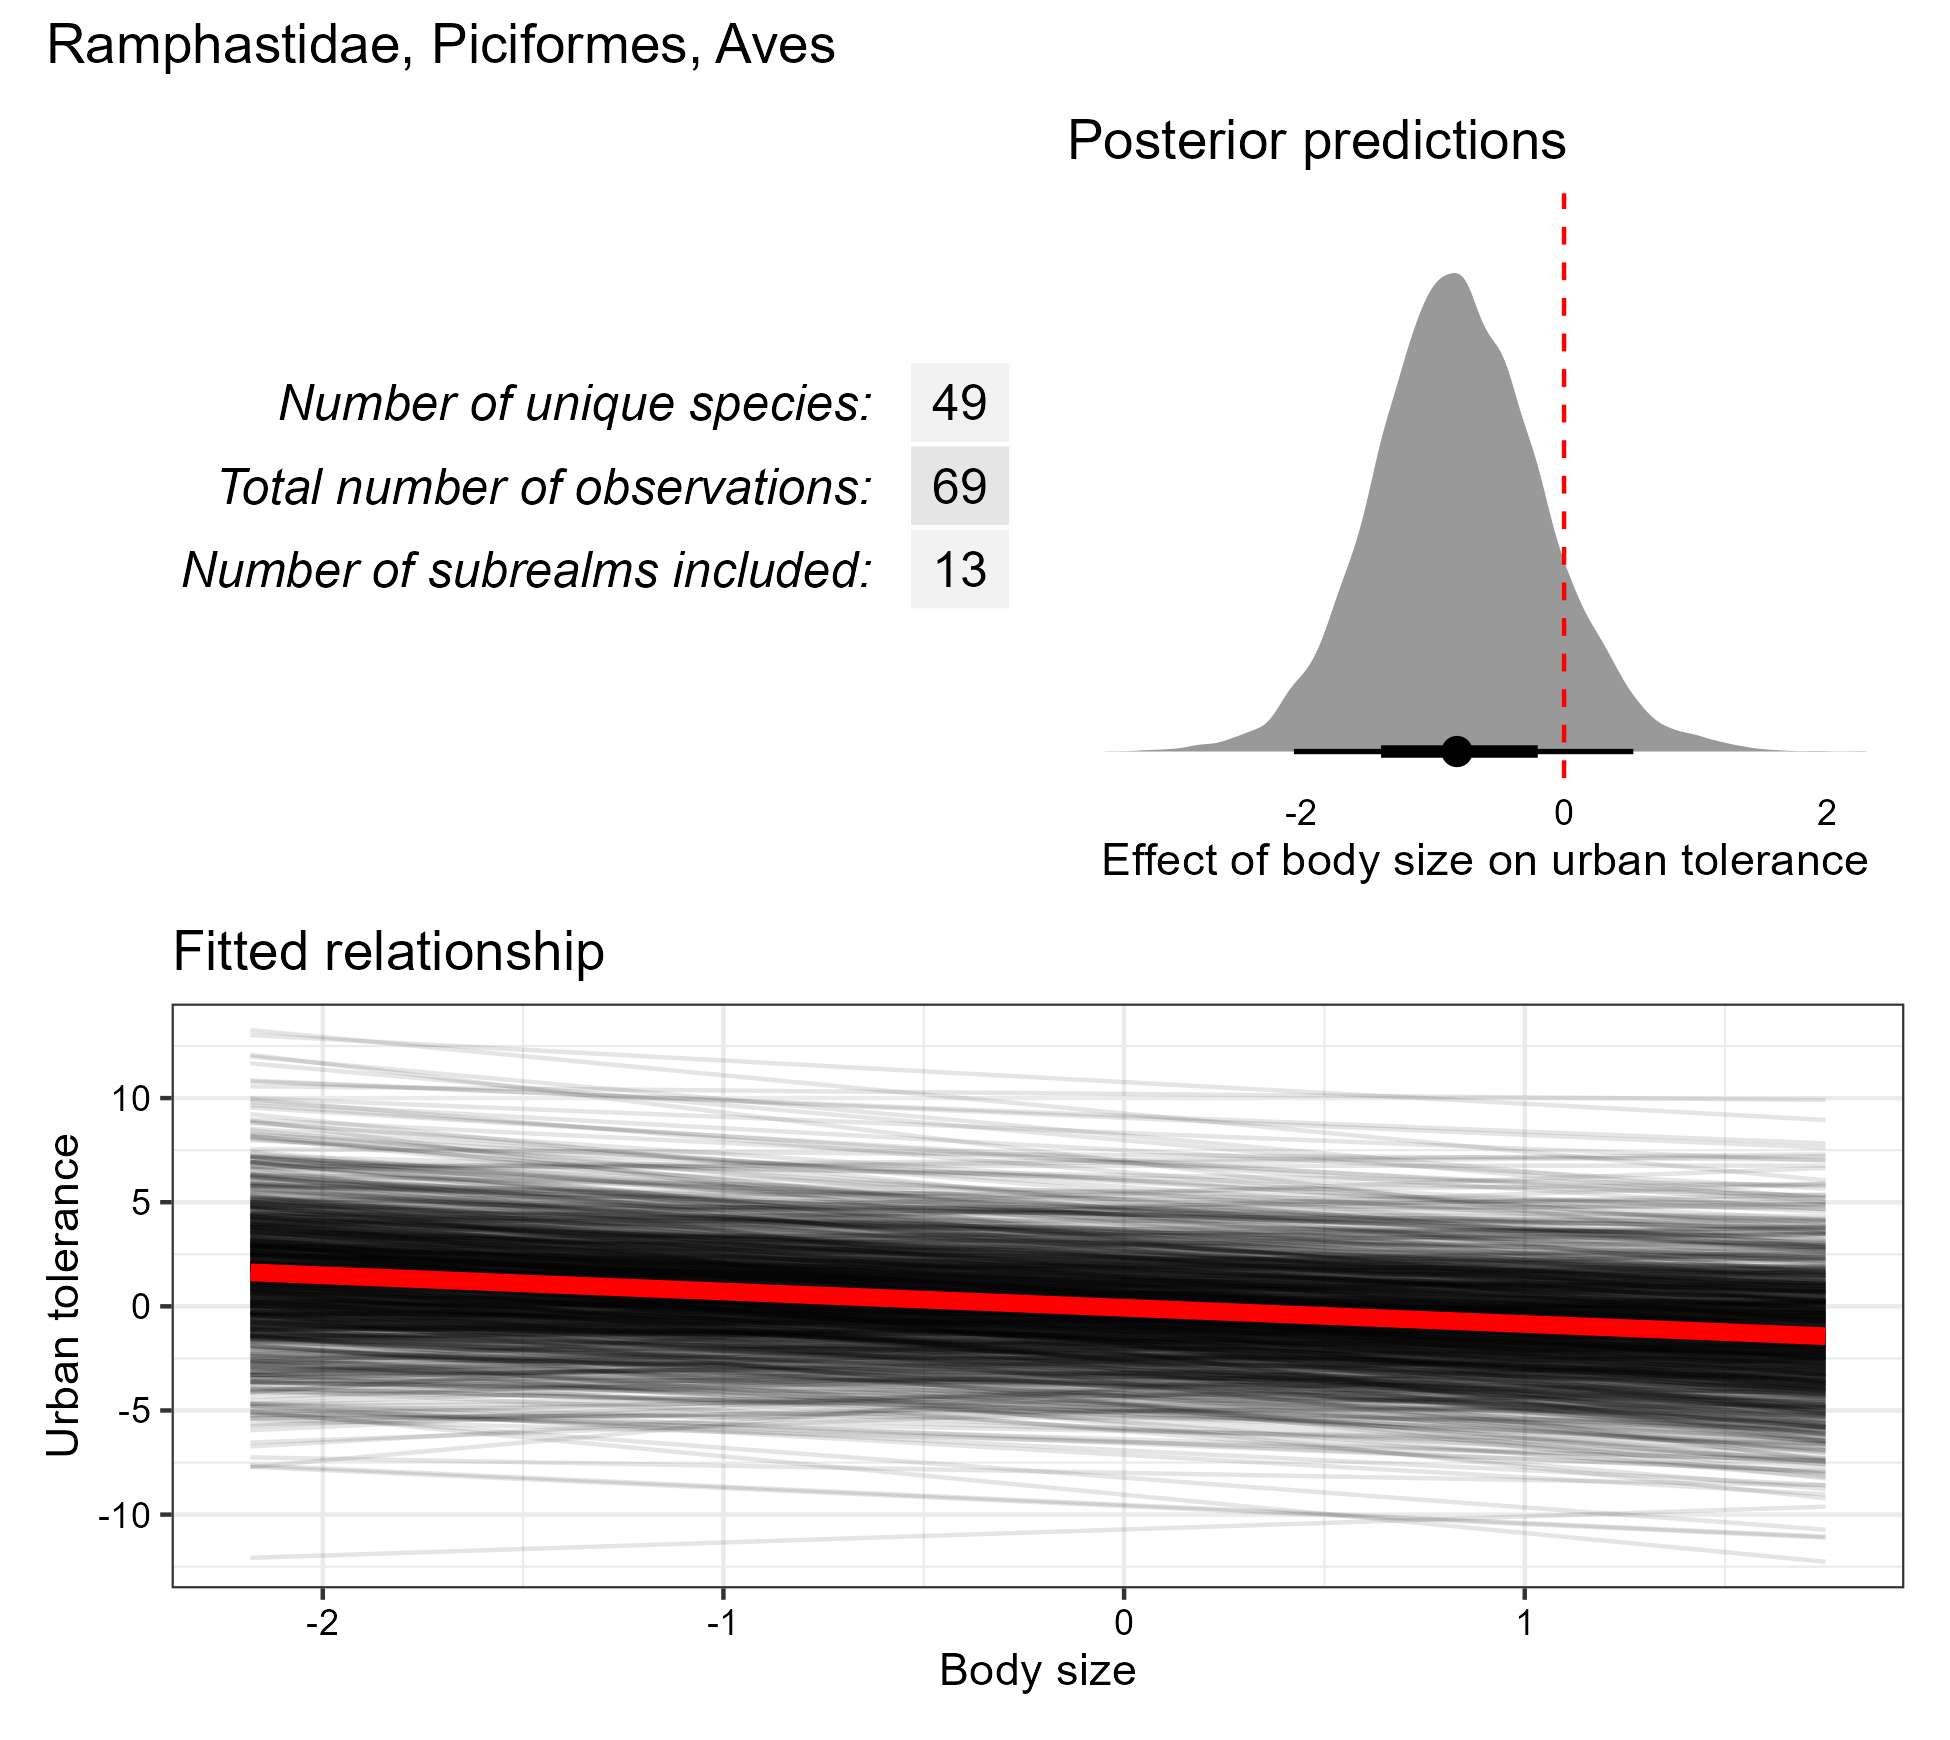 Ramphastidae, Piciformes, Aves
Posterior predictions
Number of unique species: 49
Total number of observations: 69
Number of subrealms included: 13
-2 0 2
Effect of body size on urban tolerance
Fitted relationship
Urban tolerance
10
5
0
-5
-10
-2 -1 0 1
Body size